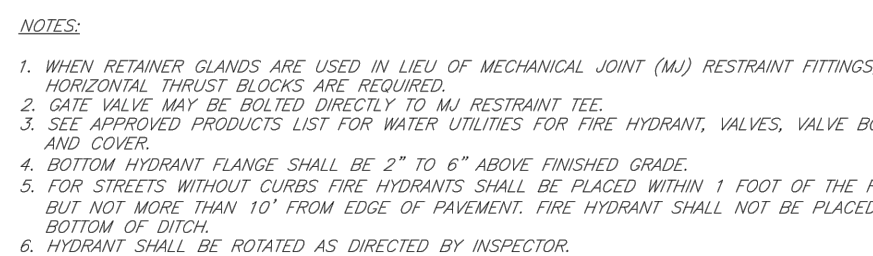 NOTES:
1. WHEN RETAINER GLANDS ARE USED IN LIEU OF MECHANICAL JOINT (MJ) RESTRAINT FITTINGS,
HORIZONTAL THRUST BLOCKS ARE REQUIRED.
2. GATE VALVE MAY BE BOLTED DIRECTLY TO MJ RESTRAINT TEE.
3. SEE APPROVED PRODUCTS LIST FOR WATER UTILITIES FOR FIRE HYDRANT, VALVES, VALVE
AND COVER.
4. BOTTOM HYDRANT FLANGE SHALL BE 2" TO 6" ABOVE FINISHED GRADE.
5. FOR STREETS WITHOUT CURBS FIRE HYDRANTS SHALL BE PLACED WITHIN 1 FOOT OF THE
BUT NOT MORE THAN 10' FROM EDGE OF PAVEMENT. FIRE HYDRANT SHALL NOT BE PLACED
BOTTOM OF DITCH.
6. HYDRANT SHALL BE ROTATED AS DIRECTED BY INSPECTOR.